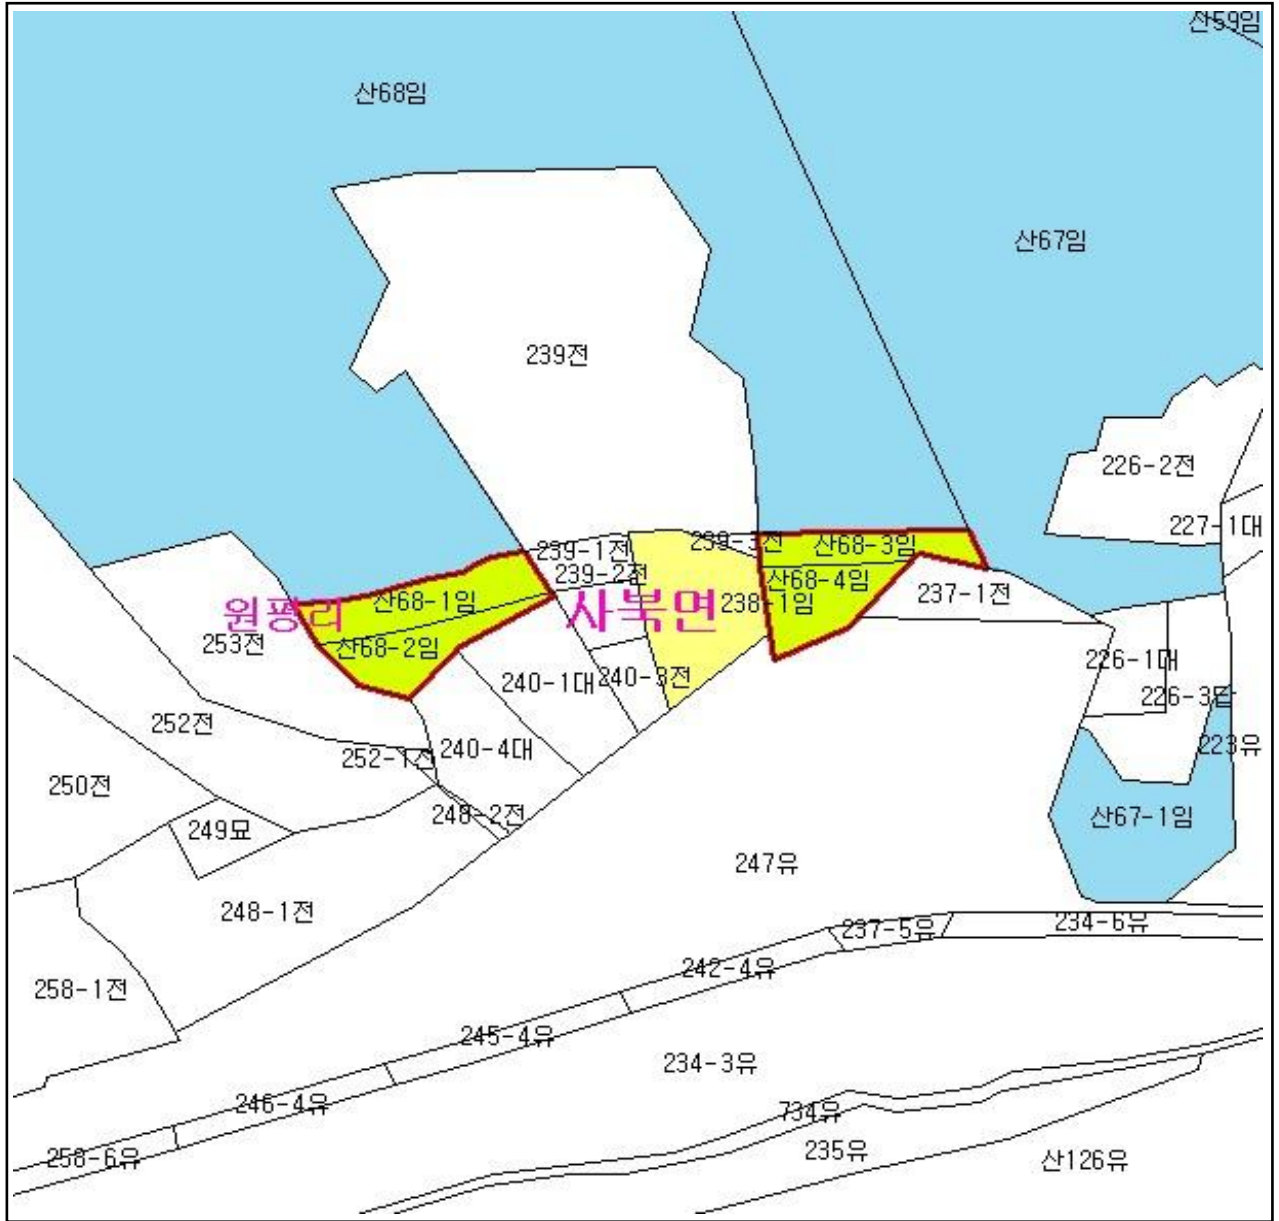 산59임
산68임
산67임
239전
226-2전
227-1대
239-1전
239-3전
산68-3임
239-2전
산68-4임
산68-1임
238-1임
237-1전
원평리
사북면
253전
산68-2임
226-1대
240-1대
240-3전
226-3답
252전
252-1전
240-4대
223유
250전
248-2전
산67-1임
249묘
247유
248-1전
237-5유
234-6유
242-4유
258-1전
245-4유
234-3유
246-4유
734유
235유
258-6유
산126유